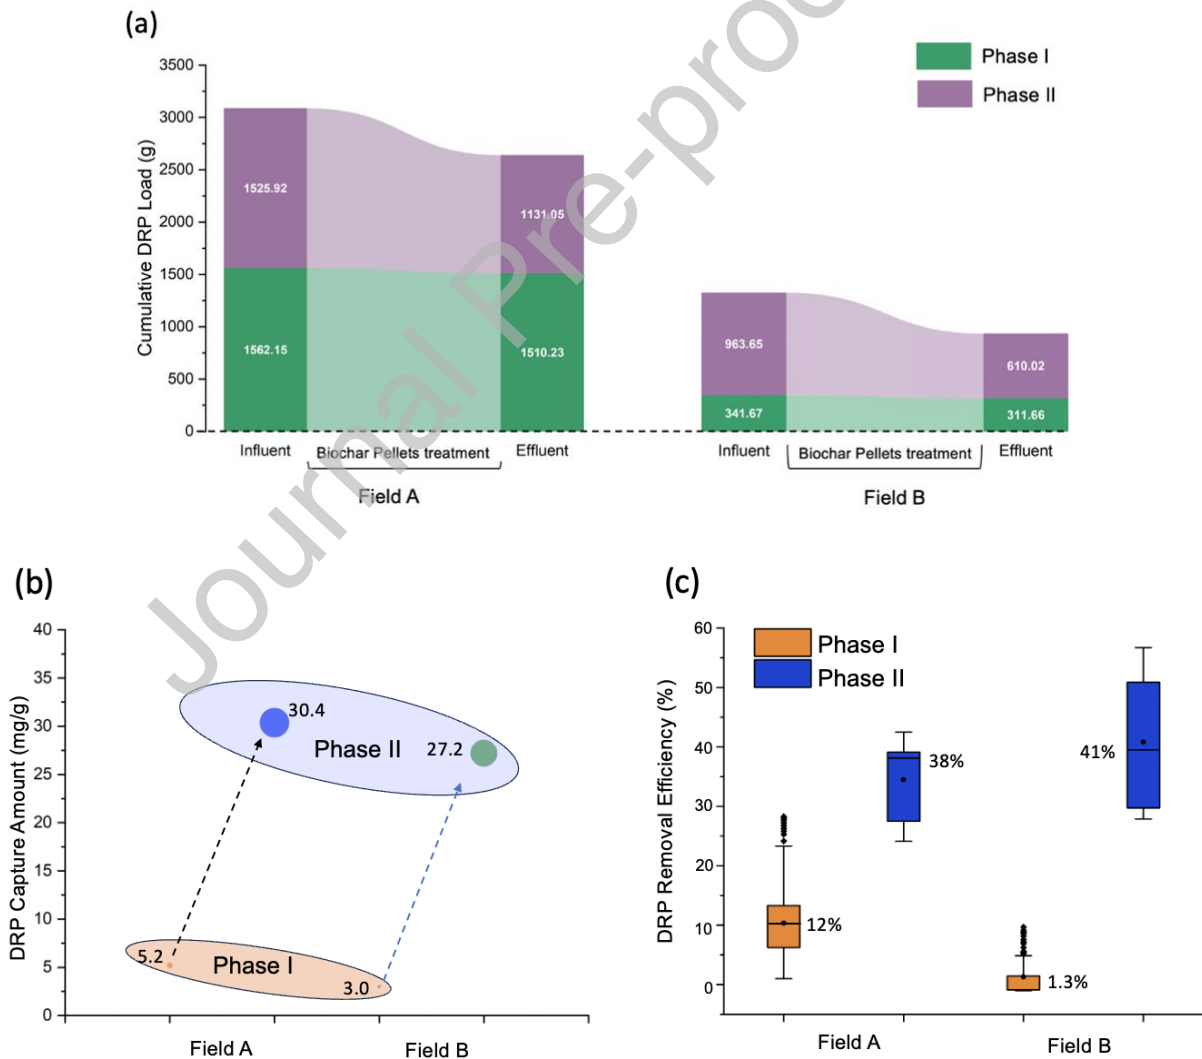 (a)
3500
3000
2500
2000
1500
1000
500
0
Cumulative DRP Load (g)
Phase I
Phase II
1525.92
1131.05
1562.15
1510.23
963.65
610.02
341.67
311.66
Influent
Biochar Pellets treatment
Effluent
Influent
Biochar Pellets treatment
Effluent
Field A
Field B
Journal Pre-proo
(b)
40
35
30
25
20
15
10
5
0
DRP Capture Amount (mg/g)
30.4
Phase II
27.2
5.2
Phase I
3.0
Field A
Field B
(c)
60
50
40
30
20
10
0
DRP Removal Efficiency (%)
Phase I
Phase II
38%
41%
12%
1.3%
Field A
Field B